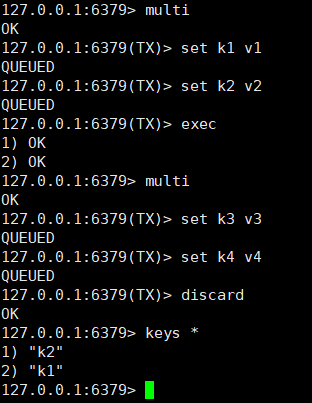 127.0.0.1:6379> multi
OK
127.0.0.1:6379(TX)> set k1 v1
QUEUED
127.0.0.1:6379(TX)> set k2 v2
QUEUED
127.0.0.1:6379(TX)> exec
1) OK
2) OK
127.0.0.1:6379> multi
OK
127.0.0.1:6379(TX)> set k3 v3
QUEUED
127.0.0.1:6379(TX)> set k4 v4
QUEUED
127.0.0.1:6379(TX)> discard
OK
127.0.0.1:6379> keys *
1) "k2"
2) "k1"
127.0.0.1:6379>